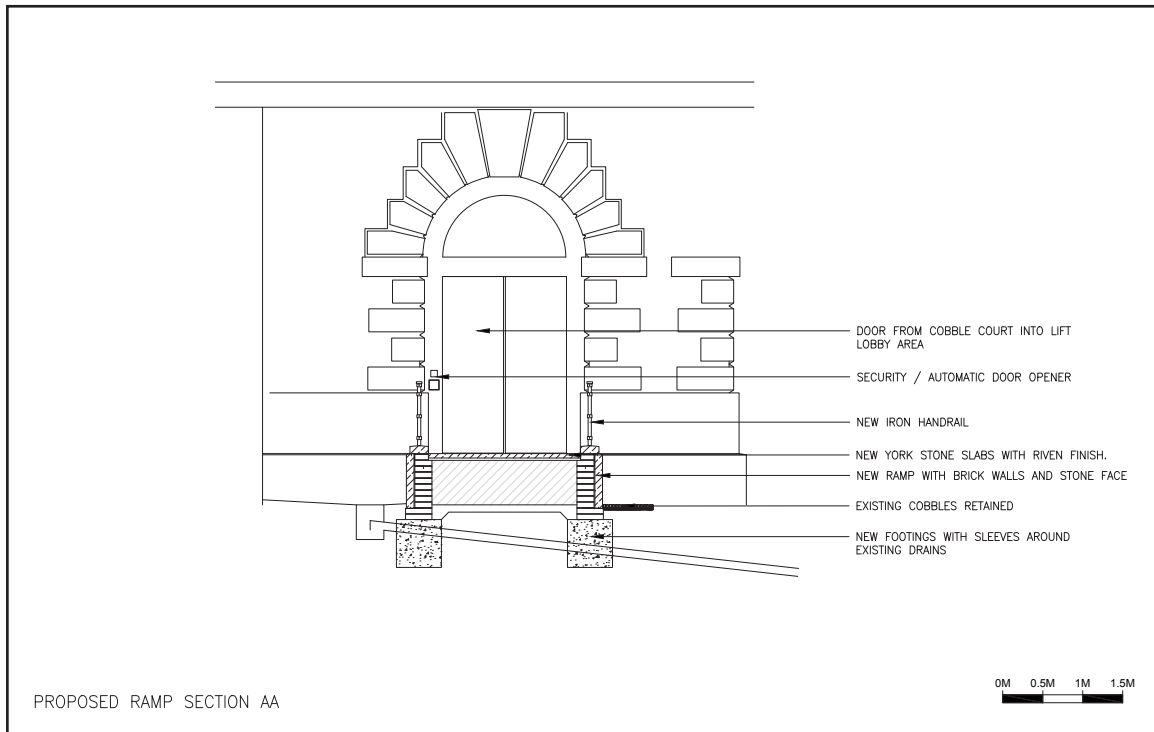 DOOR FROM COBBLE COURT INTO LIFT
LOBBY AREA
SECURITY / AUTOMATIC DOOR OPENER
NEW IRON HANDRAIL
NEW YORK STONE SLABS WITH RIVEN FINISH.
NEW RAMP WITH BRICK WALLS AND STONE FACE
EXISTING COBBLES RETAINED
NEW FOOTINGS WITH SLEEVES AROUND
EXISTING DRAINS
PROPOSED RAMP SECTION AA
0M 0.5M 1M 1.5M